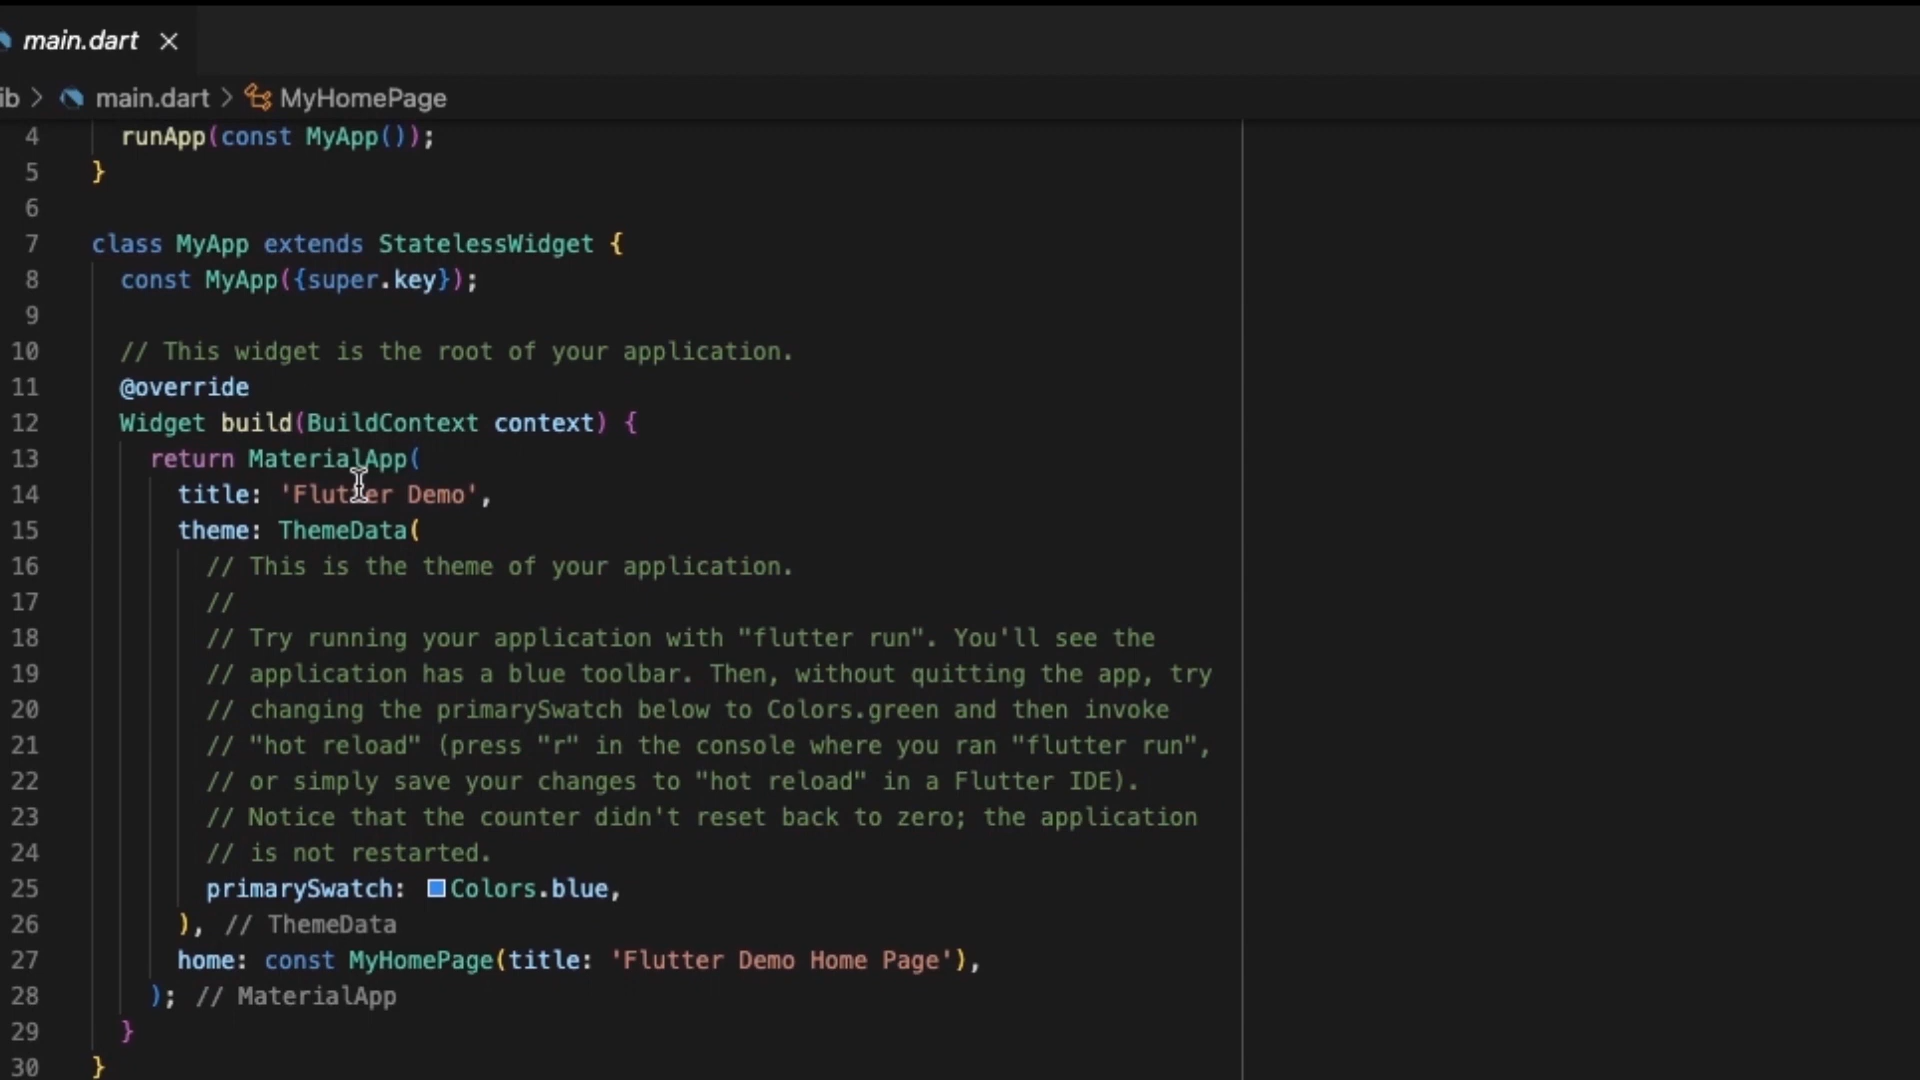 main.dart
ib > main.dart > MyHomePage
4 runApp(const MyApp());
5 }
6
7 class MyApp extends StatelessWidget {
8 const MyApp({super.key});
9
10 // This widget is the root of your application.
11 @override
12 Widget build(BuildContext context) {
13 return MaterialApp(
14 title: 'Flutter Demo',
15 theme: ThemeData(
16 // This is the theme of your application.
17 //
18 // Try running your application with "flutter run". You'll see the
19 // application has a blue toolbar. Then, without quitting the app, try
20 // changing the primarySwatch below to Colors.green and then invoke
21 // "hot reload" (press "r" in the console where you ran "flutter run",
22 // or simply save your changes to "hot reload" in a Flutter IDE).
23 // Notice that the counter didn't reset back to zero; the application
24 // is not restarted.
25 primarySwatch: Colors.blue,
26 ), // ThemeData
27 home: const MyHomePage(title: 'Flutter Demo Home Page'),
28 ); // MaterialApp
29 }
30 }